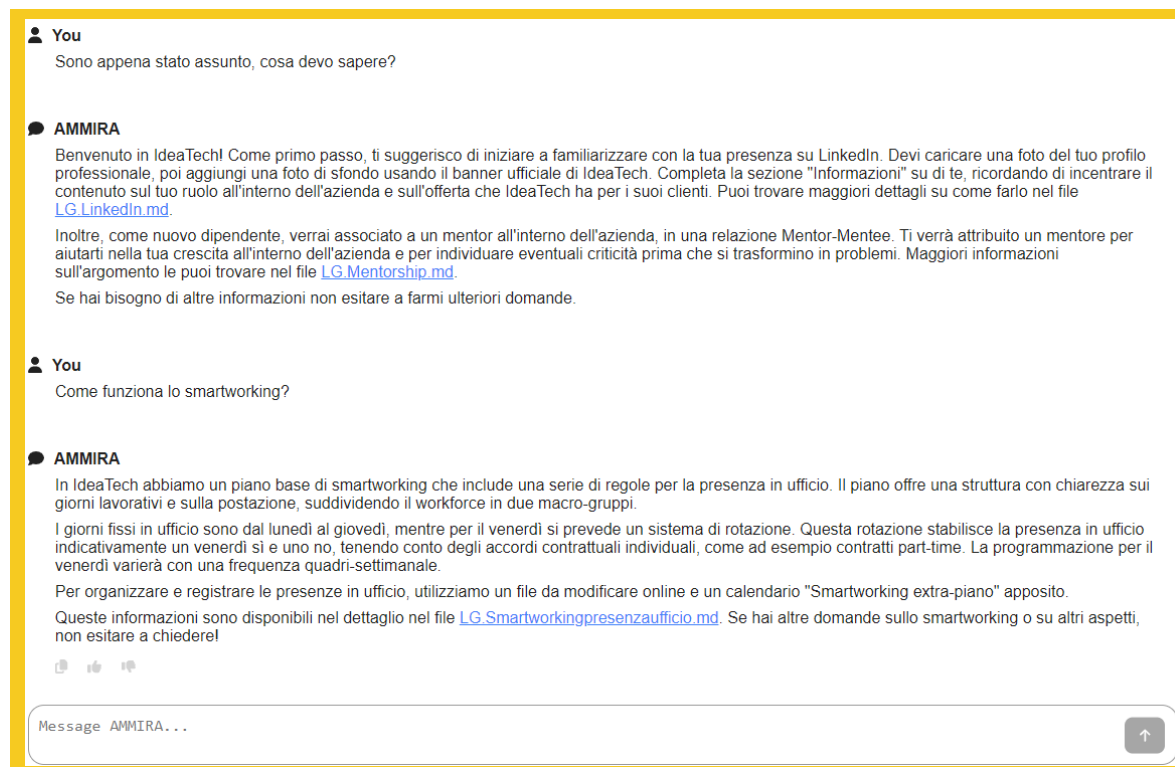 You
Sono appena stato assunto, cosa devo sapere?
AMMIRA
Benvenuto in IdeaTech! Come primo passo, ti suggerisco di iniziare a familiarizzare con la tua presenza su LinkedIn. Devi caricare una foto del tuo profilo
professionale, poi aggiungi una foto di sfondo usando il banner ufficiale di IdeaTech. Completa la sezione "Informazioni" su di te, ricordando di incentrare il
contenuto sul tuo ruolo all'interno dell'azienda e sull'offerta che IdeaTech ha per i suoi clienti. Puoi trovare maggiori dettagli su come farlo nel file
LG.LinkedIn.md.
Inoltre, come nuovo dipendente, verrai associato a un mentor all'interno dell'azienda, in una relazione Mentor-Mentee. Ti verrà attribuito un mentore per
aiutarti nella tua crescita all'interno dell'azienda e per individuare eventuali criticità prima che si trasformino in problemi. Maggiori informazioni
sull'argomento le puoi trovare nel file LG.Mentorship.md.
Se hai bisogno di altre informazioni non esitare a farmi ulteriori domande.
You
Come funziona lo smartworking?
AMMIRA
In IdeaTech abbiamo un piano base di smartworking che include una serie di regole per la presenza in ufficio. Il piano offre una struttura con chiarezza sui
giorni lavorativi e sulla postazione, suddividendo il workforce in due macro-gruppi.
I giorni fissi in ufficio sono dal lunedì al giovedì, mentre per il venerdì si prevede un sistema di rotazione. Questa rotazione stabilisce la presenza in ufficio
indicativamente un venerdì sì e uno no, tenendo conto degli accordi contrattuali individuali, come ad esempio contratti part-time. La programmazione per il
venerdì varierà con una frequenza quadri-settimanale.
Per organizzare e registrare le presenze in ufficio, utilizziamo un file da modificare online e un calendario "Smartworking extra-piano" apposito.
Queste informazioni sono disponibili nel dettaglio nel file LG.Smartworkingpresenzaufficio.md. Se hai altre domande sullo smartworking o su altri aspetti,
non esitare a chiedere!
Message AMMIRA...